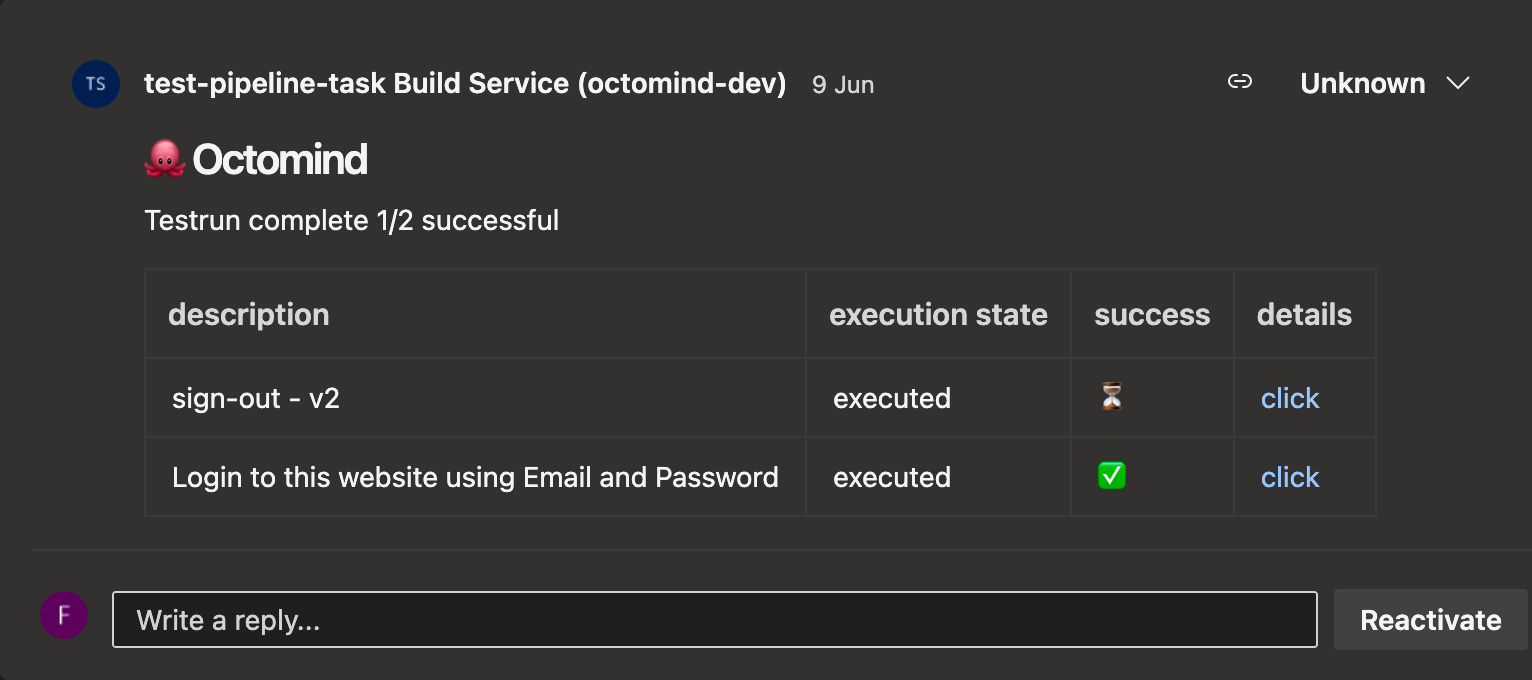 TS test-pipeline-task Build Service (octomind-dev) 9 Jun Unknown
🐙 Octomind
Testrun complete 1/2 successful
description execution state success details
sign-out - v2 executed ⏳ click
Login to this website using Email and Password executed ✅ click
F Write a reply... Reactivate